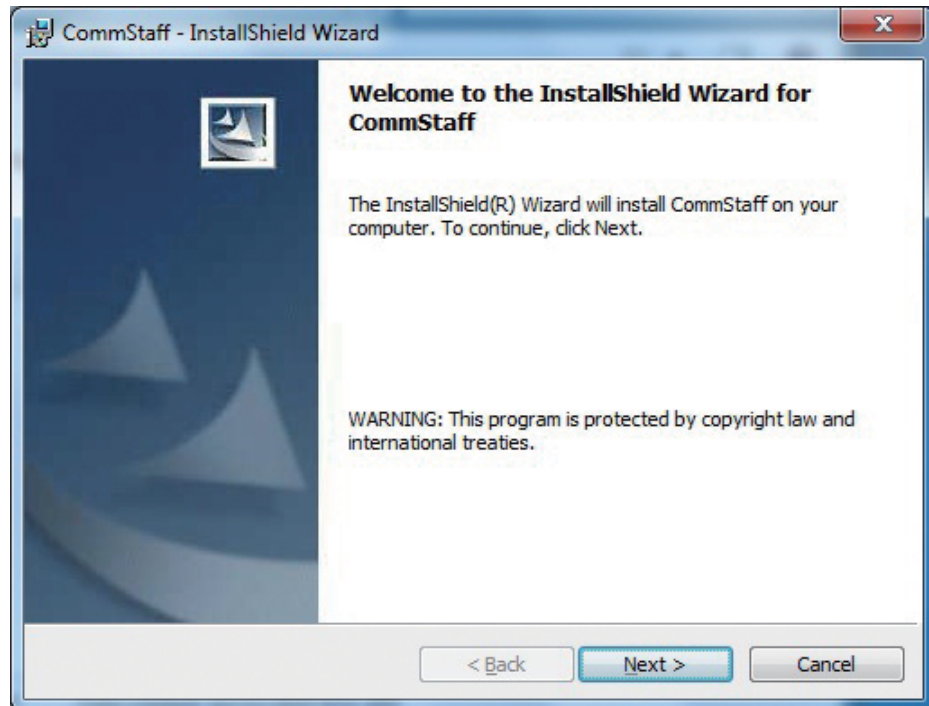 CommStaff - InstallShield Wizard
Welcome to the InstallShield Wizard for
CommStaff
The InstallShield(R) Wizard will install CommStaff on your
computer. To continue, click Next.
WARNING: This program is protected by copyright law and
international treaties.
< Back
Next >
Cancel